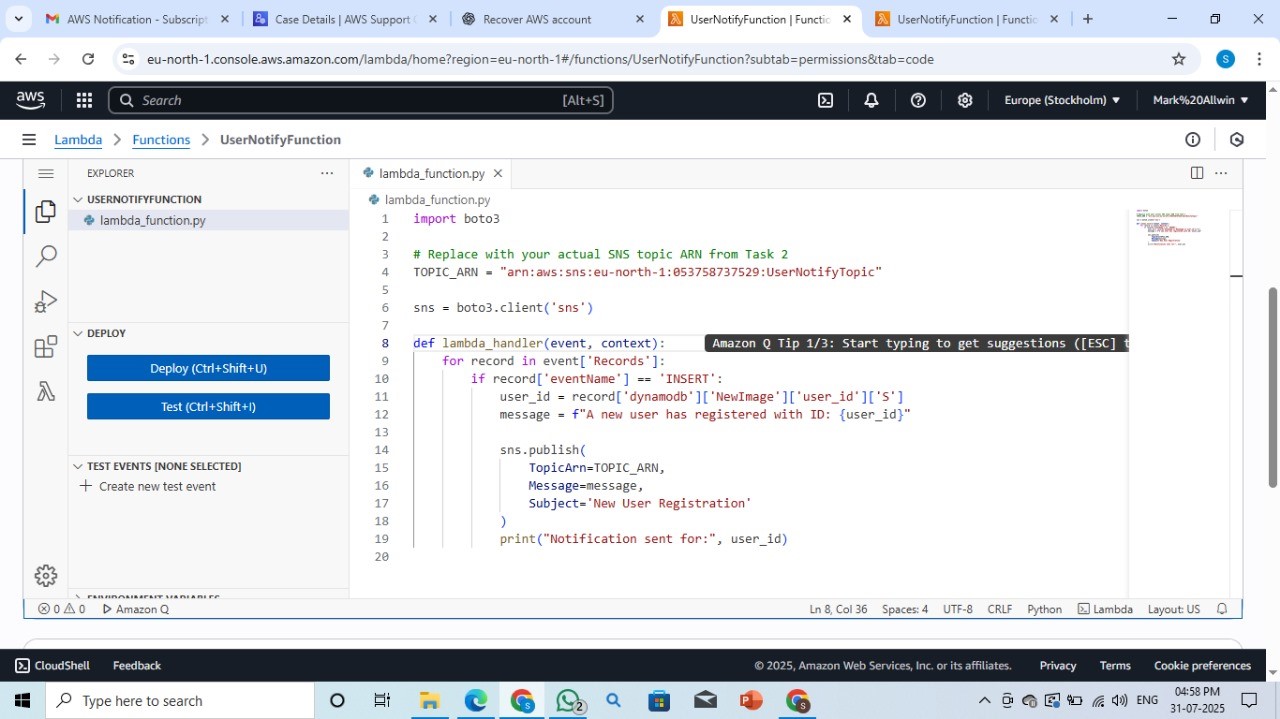 AWS Notification - Subscript
Case Details | AWS Support
Recover AWS account
UserNotifyFunction | Functio
UserNotifyFunction | Functio
eu-north-1.console.aws.amazon.com/lambda/home?region=eu-north-1#/functions/UserNotifyFunction?subtab=permissions&tab=code
S
aws
Search
[Alt+S]
Europe (Stockholm)
Mark%20Allwin
Lambda
Functions
UserNotifyFunction
EXPLORER
USERNOTIFYFUNCTION
lambda_function.py
DEPLOY
Deploy (Ctrl+Shift+U)
Test (Ctrl+Shift+I)
TEST EVENTS [NONE SELECTED]
Create new test event
ENVIRONMENT VARIABLES
lambda_function.py
lambda_function.py
1 import boto3
2
3 # Replace with your actual SNS topic ARN from Task 2
4 TOPIC_ARN = "arn:aws:sns:eu-north-1:053758737529:UserNotifyTopic"
5
6 sns = boto3.client('sns')
7
8 def lambda_handler(event, context): Amazon Q Tip 1/3: Start typing to get suggestions ([ESC] t
9 for record in event['Records']:
10 if record['eventName'] == 'INSERT':
11 user_id = record['dynamodb']['NewImage']['user_id']['S']
12 message = f"A new user has registered with ID: {user_id}"
13
14 sns.publish(
15 TopicArn=TOPIC_ARN,
16 Message=message,
17 Subject='New User Registration'
18 )
19 print("Notification sent for:", user_id)
20
0 0 Amazon Q
Ln 8, Col 36 Spaces: 4 UTF-8 CRLF Python Lambda Layout: US
CloudShell Feedback
© 2025, Amazon Web Services, Inc. or its affiliates. Privacy Terms Cookie preferences
Type here to search
2
ENG
04:58 PM
31-07-2025